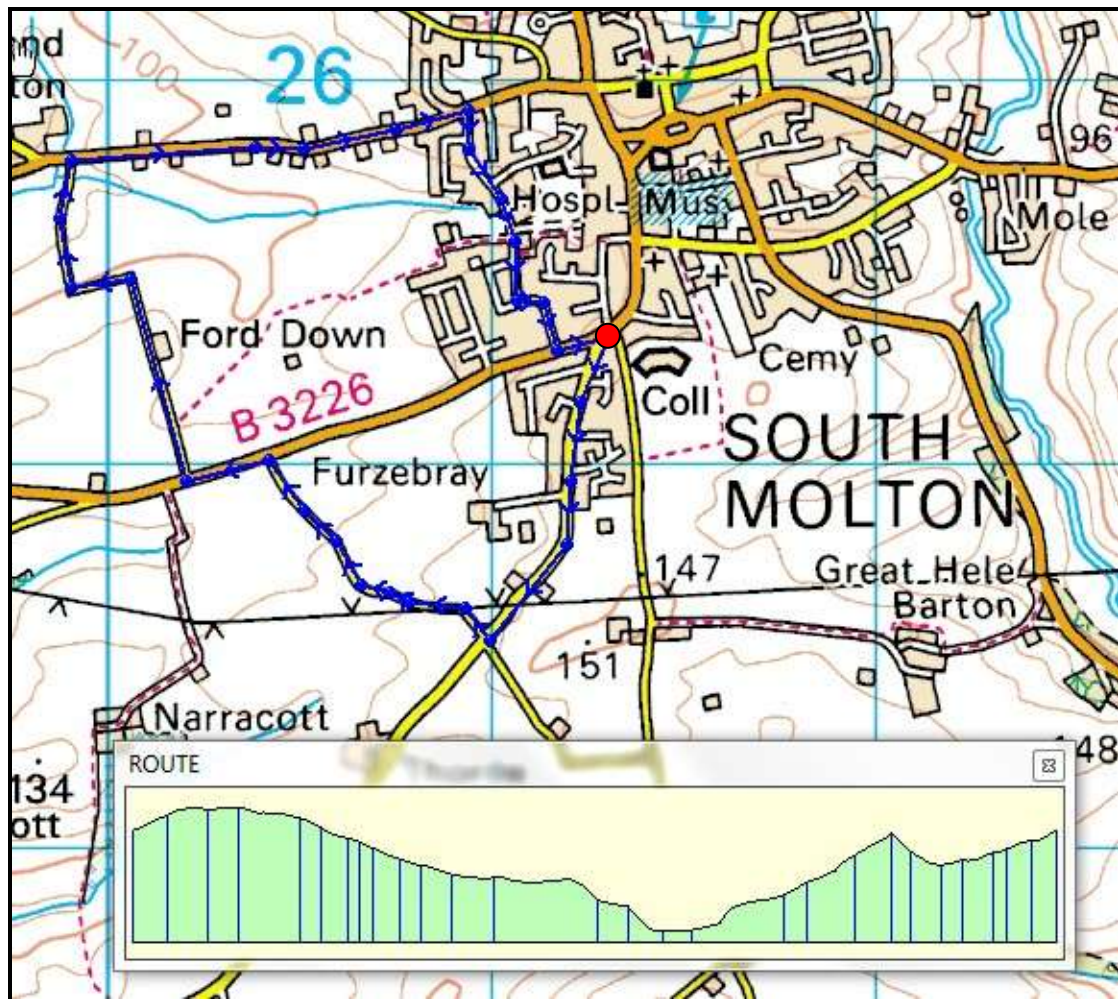 nd
ton
100
26
96
Hospl
Mus
Mole
Ford Down
Cemy
B 3226
Coll
SOUTH
MOLTON
Furzebray
147
Great Hele
Barton
151
Narracott
ROUTE
134
ott
148